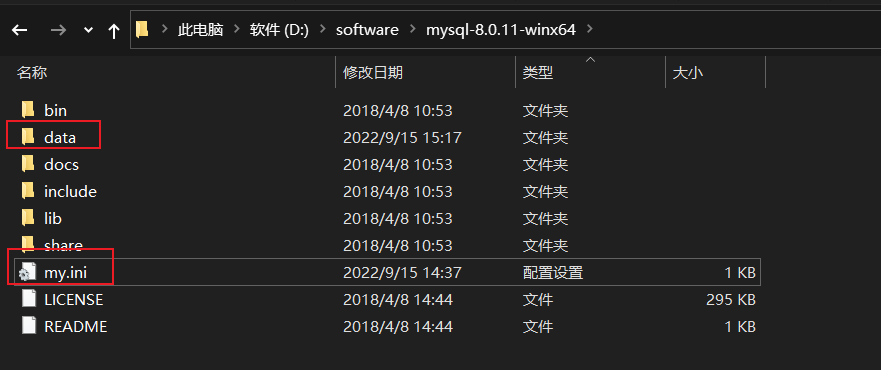 此电脑 软件 (D:) software mysql-8.0.11-winx64
名称 修改日期 类型 大小
bin 2018/4/8 10:53 文件夹
data 2022/9/15 15:17 文件夹
docs 2018/4/8 10:53 文件夹
include 2018/4/8 10:53 文件夹
lib 2018/4/8 10:53 文件夹
share 2018/4/8 10:53 文件夹
my.ini 2022/9/15 14:37 配置设置 1 KB
LICENSE 2018/4/8 14:44 文件 295 KB
README 2018/4/8 14:44 文件 1 KB